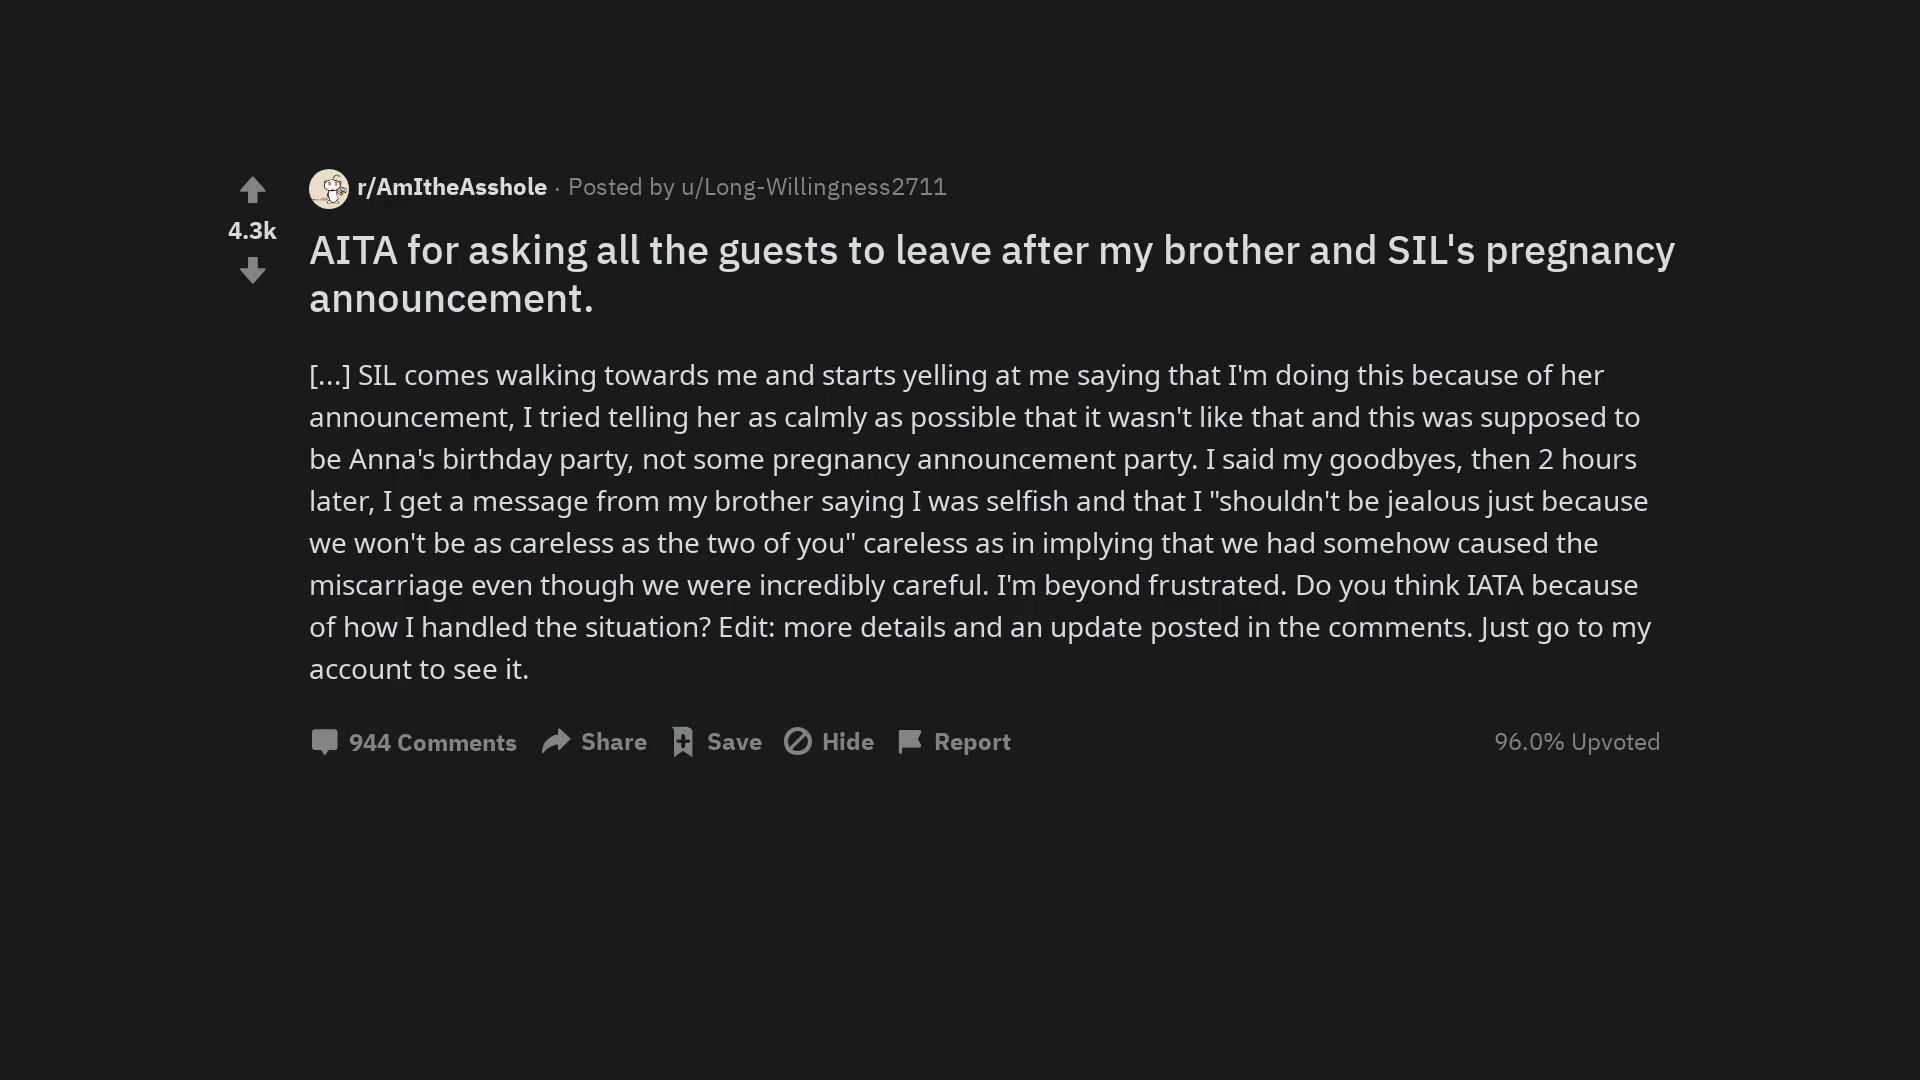 r/AmItheAsshole · Posted by u/Long-Willingness2711
4.3k
AITA for asking all the guests to leave after my brother and SIL's pregnancy
announcement.
[...] SIL comes walking towards me and starts yelling at me saying that I'm doing this because of her
announcement, I tried telling her as calmly as possible that it wasn't like that and this was supposed to
be Anna's birthday party, not some pregnancy announcement party. I said my goodbyes, then 2 hours
later, I get a message from my brother saying I was selfish and that I "shouldn't be jealous just because
we won't be as careless as the two of you" careless as in implying that we had somehow caused the
miscarriage even though we were incredibly careful. I'm beyond frustrated. Do you think IATA because
of how I handled the situation? Edit: more details and an update posted in the comments. Just go to my
account to see it.
944 Comments Share Save Hide Report 96.0% Upvoted